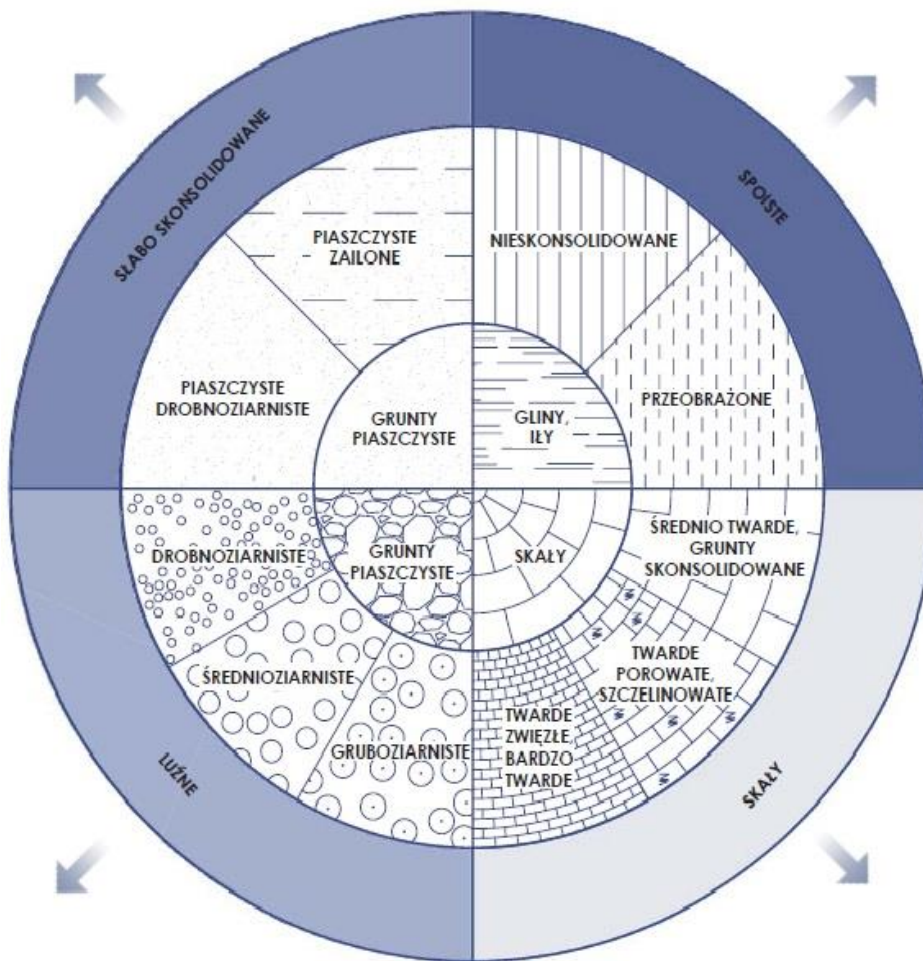 SŁABO SKONSOLIDOWANE
SPOISTE
PIASZCZYSTE
ZAILONE
NIESKONSOLIDOWANE
PIASZCZYSTE
DROBNOZIARNISTE
GRUNTY
PIASZCZYSTE
GLINY,
IŁY
PRZEOBRAŻONE
DROBNOZIARNISTE
GRUNTY
PIASZCZYSTE
SKAŁY
ŚREDNIO TWARDE,
GRUNTY
SKONSOLIDOWANE
ŚREDNIOZIARNISTE
TWARDE
POROWATE,
SZCZELINOWATE
GRUBOZIARNISTE
TWARDE
ZWIĘZŁE,
BARDZO
TWARDE
LUŹNE
SKAŁY